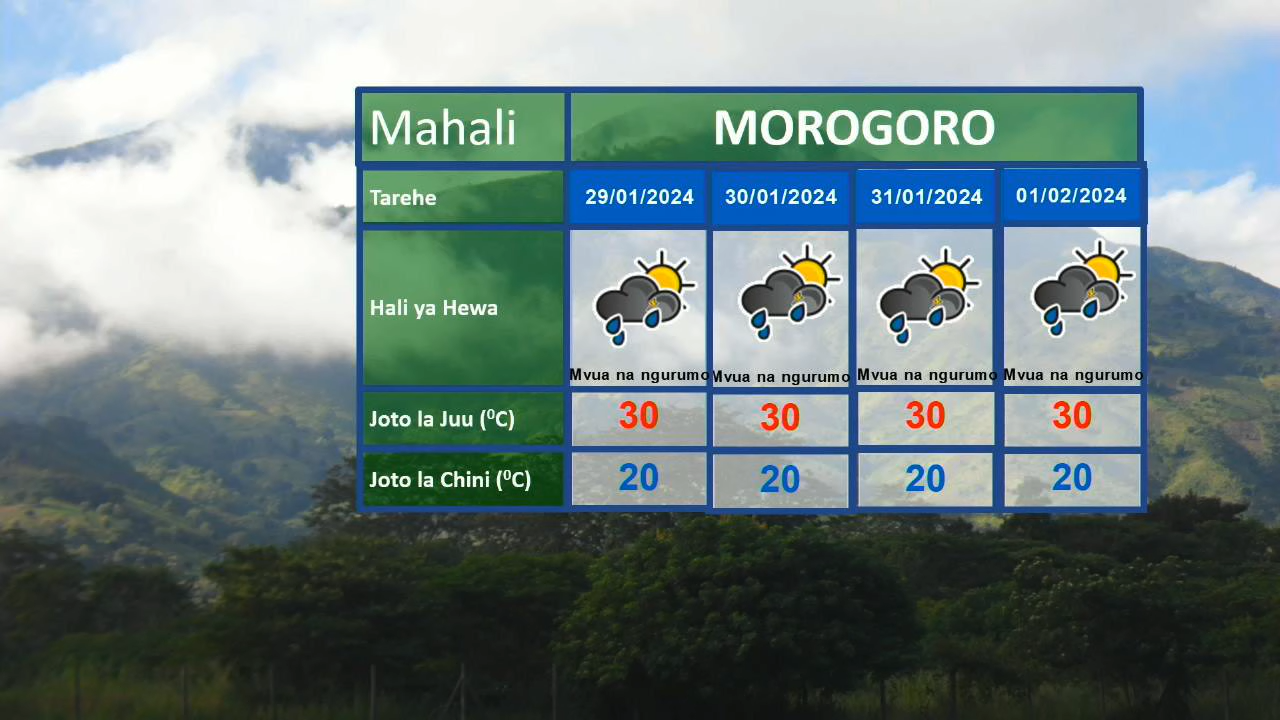 Mahali MOROGORO
Tarehe 29/01/2024 30/01/2024 31/01/2024 01/02/2024
Hali ya Hewa Mvua na ngurumo Mvua na ngurumo Mvua na ngurumo Mvua na ngurumo
Joto la Juu (⁰C) 30 30 30 30
Joto la Chini (⁰C) 20 20 20 20